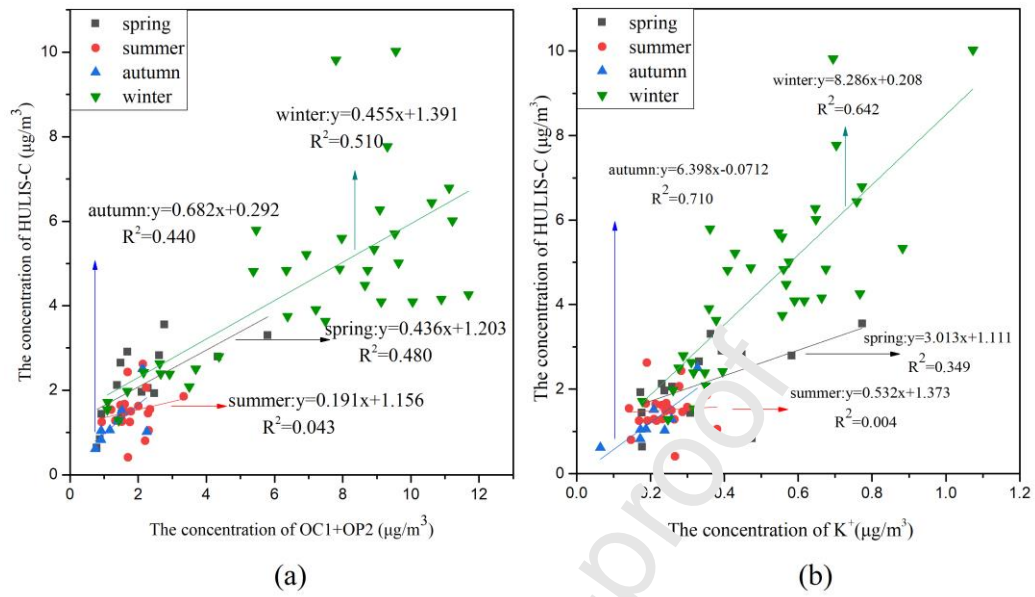 (a)
spring
summer
autumn
winter
winter:y=0.455x+1.391
R²=0.510
autumn:y=0.682x+0.292
R²=0.440
spring:y=0.436x+1.203
R²=0.480
summer:y=0.191x+1.156
R²=0.043
The concentration of HULIS-C (μg/m³)
10
8
6
4
2
0
0 2 4 6 8 10 12
The concentration of OC1+OP2 (μg/m³)
(a)
(b)
spring
summer
autumn
winter
winter:y=8.286x+0.208
R²=0.642
autumn:y=6.398x-0.0712
R²=0.710
spring:y=3.013x+1.111
R²=0.349
summer:y=0.532x+1.373
R²=0.004
The concentration of HULIS-C (μg/m³)
10
8
6
4
2
0
0.0 0.2 0.4 0.6 0.8 1.0 1.2
The concentration of K⁺(μg/m³)
(b)
proof